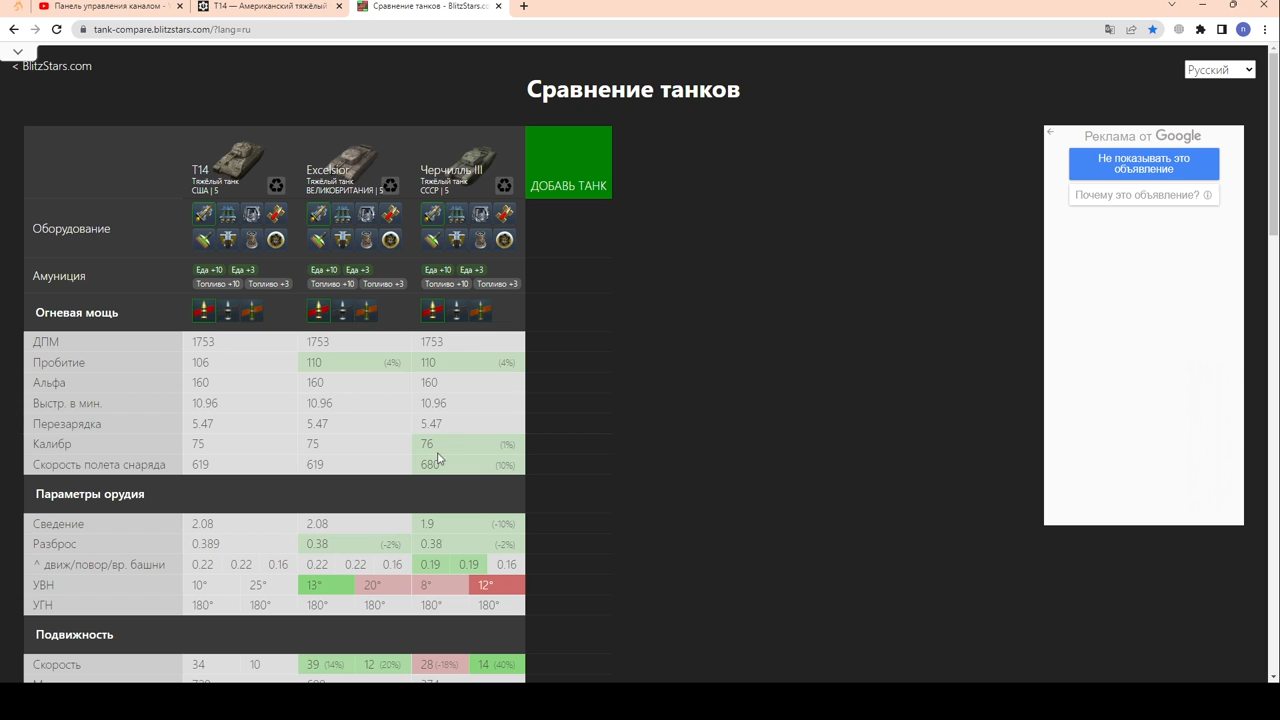 Панель управления каналом -
T14 — Американский тяжёлый
Сравнение танков - BlitzStars.co
tank-compare.blitzstars.com/?lang=ru
n
< BlitzStars.com
Русский
Сравнение танков
T14
Тяжёлый танк
США | 5
Excelsior
Тяжёлый танк
ВЕЛИКОБРИТАНИЯ | 5
Черчилль III
Тяжёлый танк
СССР | 5
ДОБАВЬ ТАНК
Реклама от Google
Не показывать это объявление
Почему это объявление?
Оборудование
Амуниция
Еда +10 Еда +3 Еда +10 Еда +3 Еда +10 Еда +3
Топливо +10 Топливо +3 Топливо +10 Топливо +3 Топливо +10 Топливо +3
Огневая мощь
ДПМ 1753 1753 1753
Пробитие 106 110 (4%) 110 (4%)
Альфа 160 160 160
Выстр. в мин. 10.96 10.96 10.96
Перезарядка 5.47 5.47 5.47
Калибр 75 75 76 (1%)
Скорость полета снаряда 619 619 680 (10%)
Параметры орудия
Сведение 2.08 2.08 1.9 (-10%)
Разброс 0.389 0.38 (-2%) 0.38 (-2%)
^ движ/повор/вр. башни 0.22 0.22 0.16 0.22 0.22 0.16 0.19 0.19 0.16
УВН 10° 25° 13° 20° 8° 12°
УГН 180° 180° 180° 180° 180° 180°
Подвижность
Скорость 34 10 39 (14%) 12 (20%) 28 (-18%) 14 (40%)